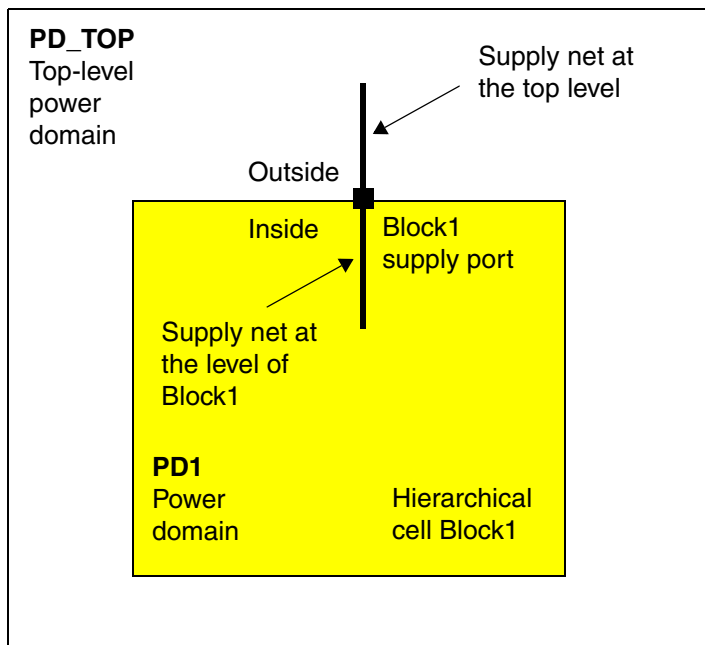 PD_TOP
Top-level
power
domain
Supply net at
the top level
Outside
Inside
Block1
supply port
Supply net at
the level of
Block1
PD1
Power
domain
Hierarchical
cell Block1